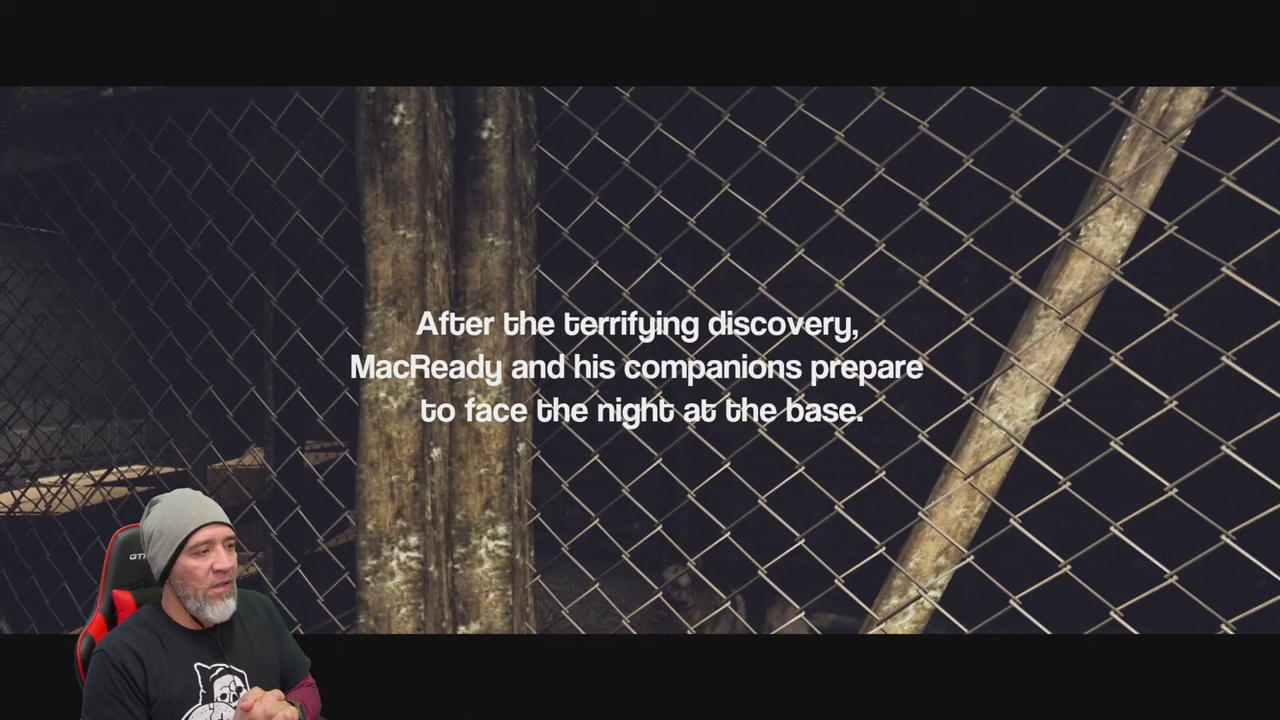 After the terrifying discovery,
MacReady and his companions prepare
to face the night at the base.